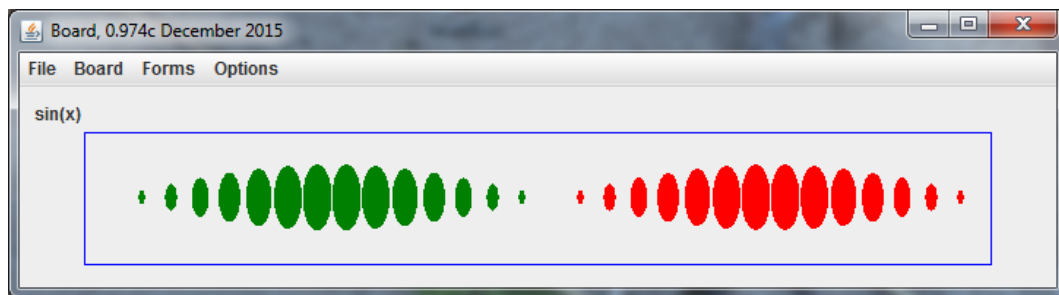 Board, 0.974c December 2015
File Board Forms Options
sin(x)